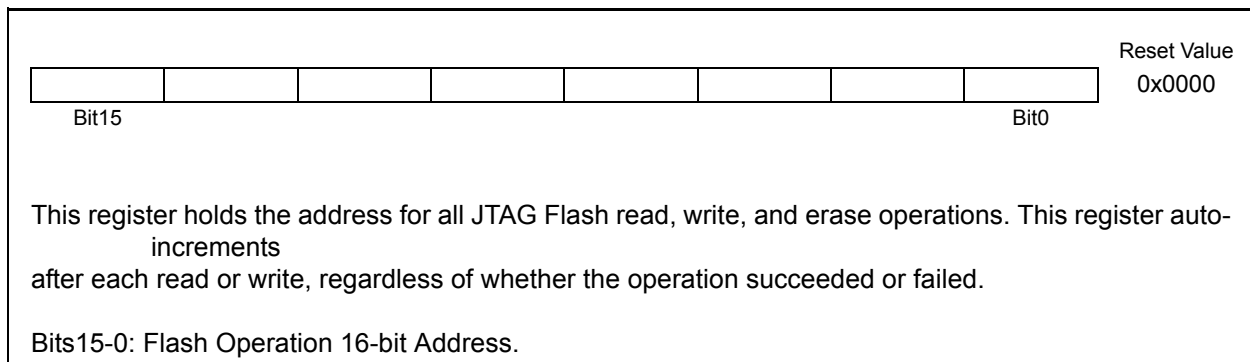 Reset Value
0x0000
Bit15
Bit0
This register holds the address for all JTAG Flash read, write, and erase operations. This register auto-
increments
after each read or write, regardless of whether the operation succeeded or failed.
Bits15-0: Flash Operation 16-bit Address.